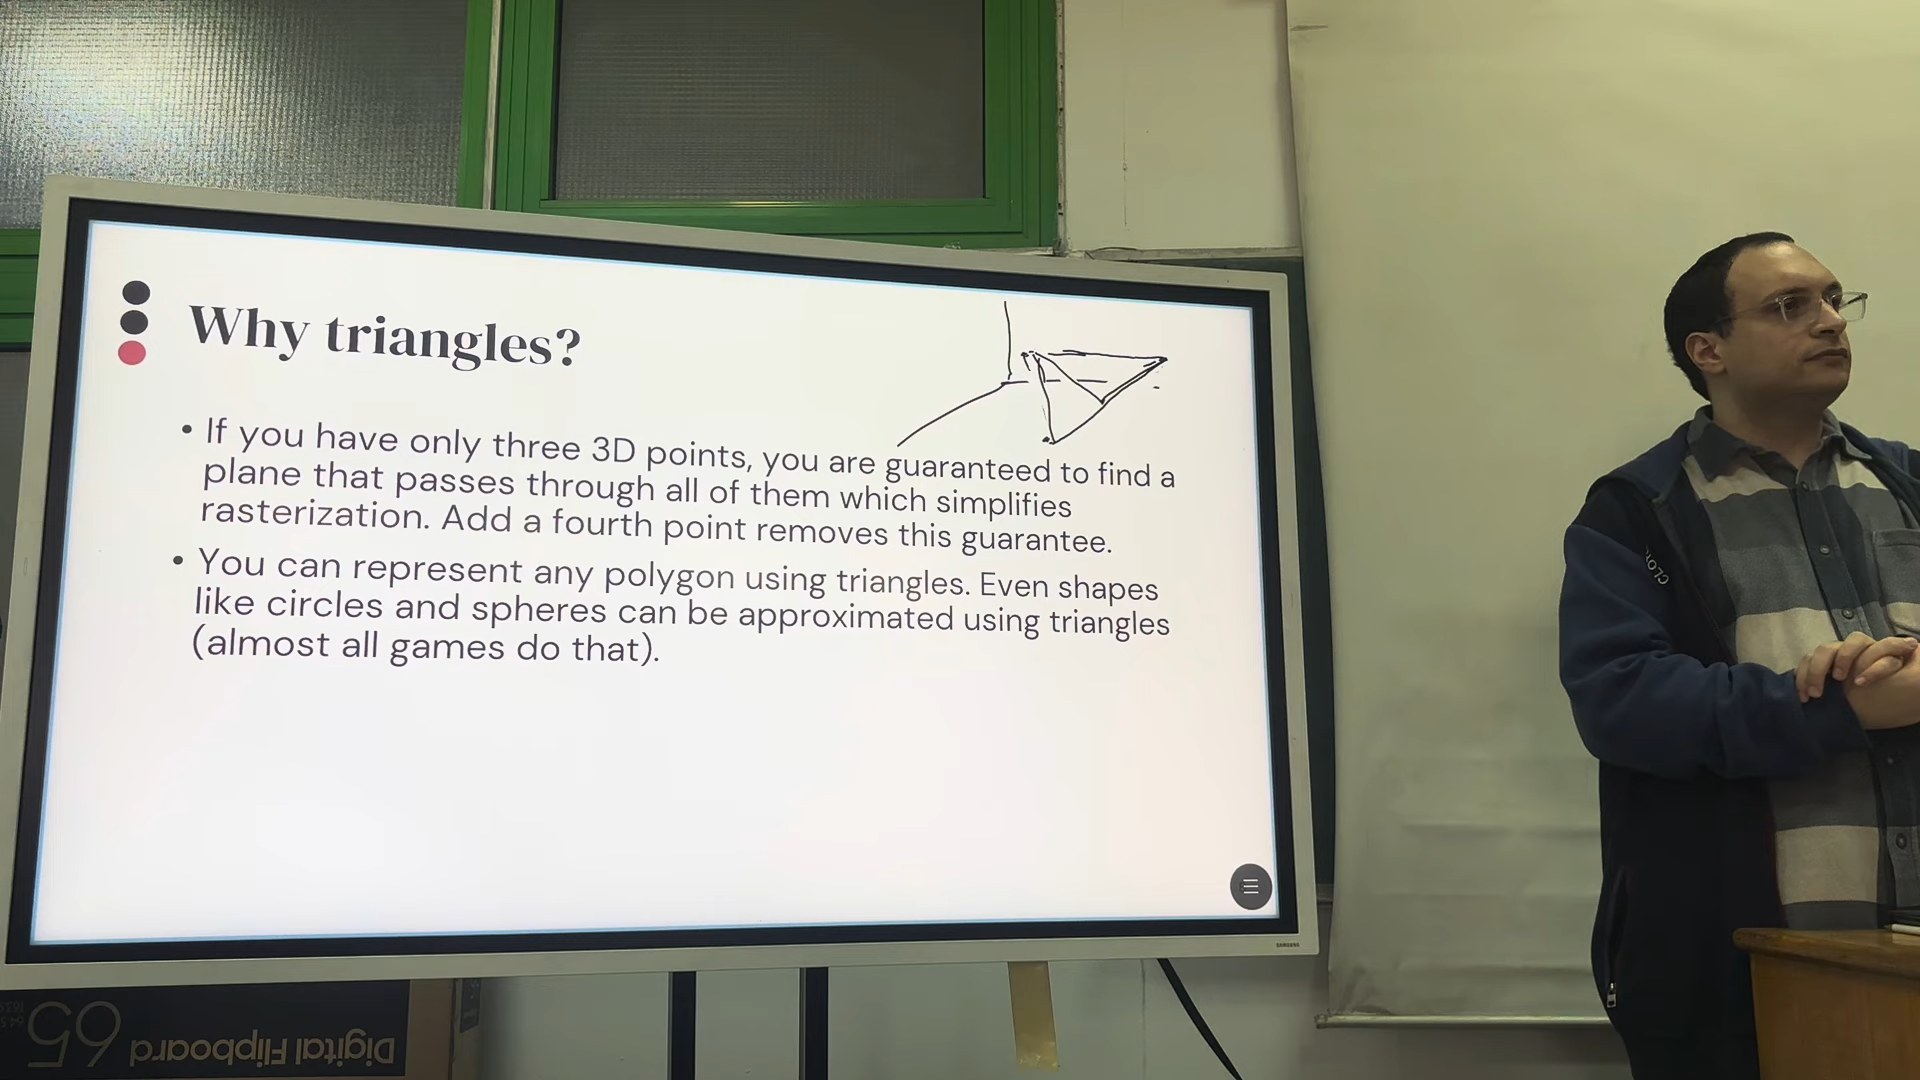 Why triangles?
• If you have only three 3D points, you are guaranteed to find a
plane that passes through all of them which simplifies
rasterization. Add a fourth point removes this guarantee.
• You can represent any polygon using triangles. Even shapes
like circles and spheres can be approximated using triangles
(almost all games do that).
SAMSUNG
CLO
65
Digital Flipboard